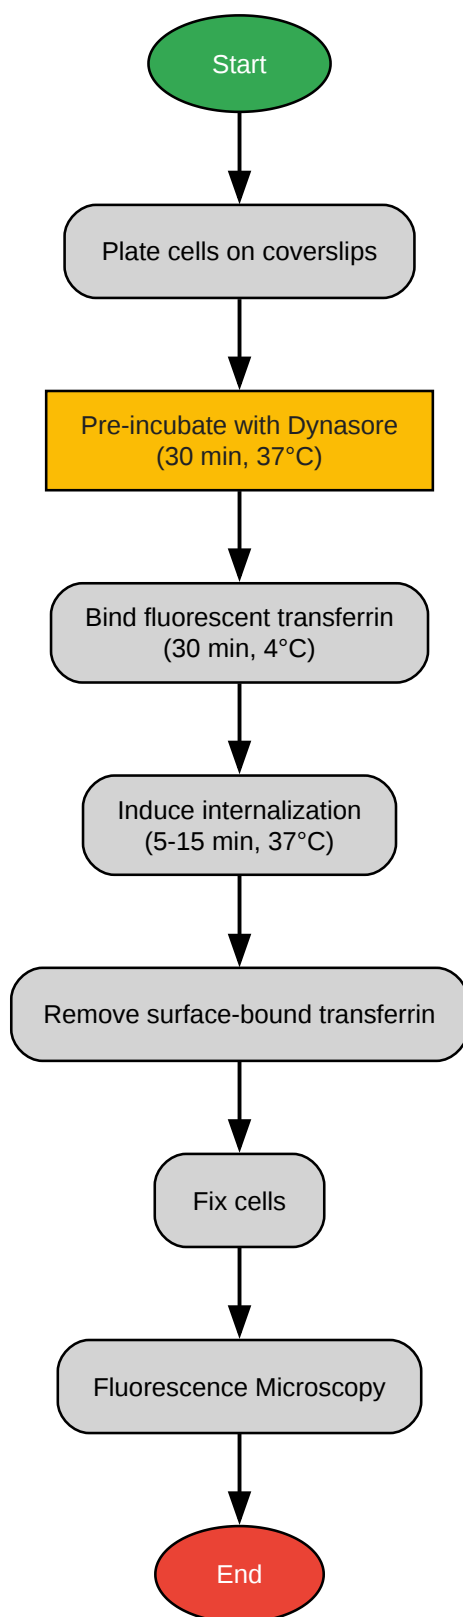 Start
Plate cells on coverslips
Pre-incubate with Dynasore
(30 min, 37°C)
Bind fluorescent transferrin
(30 min, 4°C)
Induce internalization
(5-15 min, 37°C)
Remove surface-bound transferrin
Fix cells
Fluorescence Microscopy
End